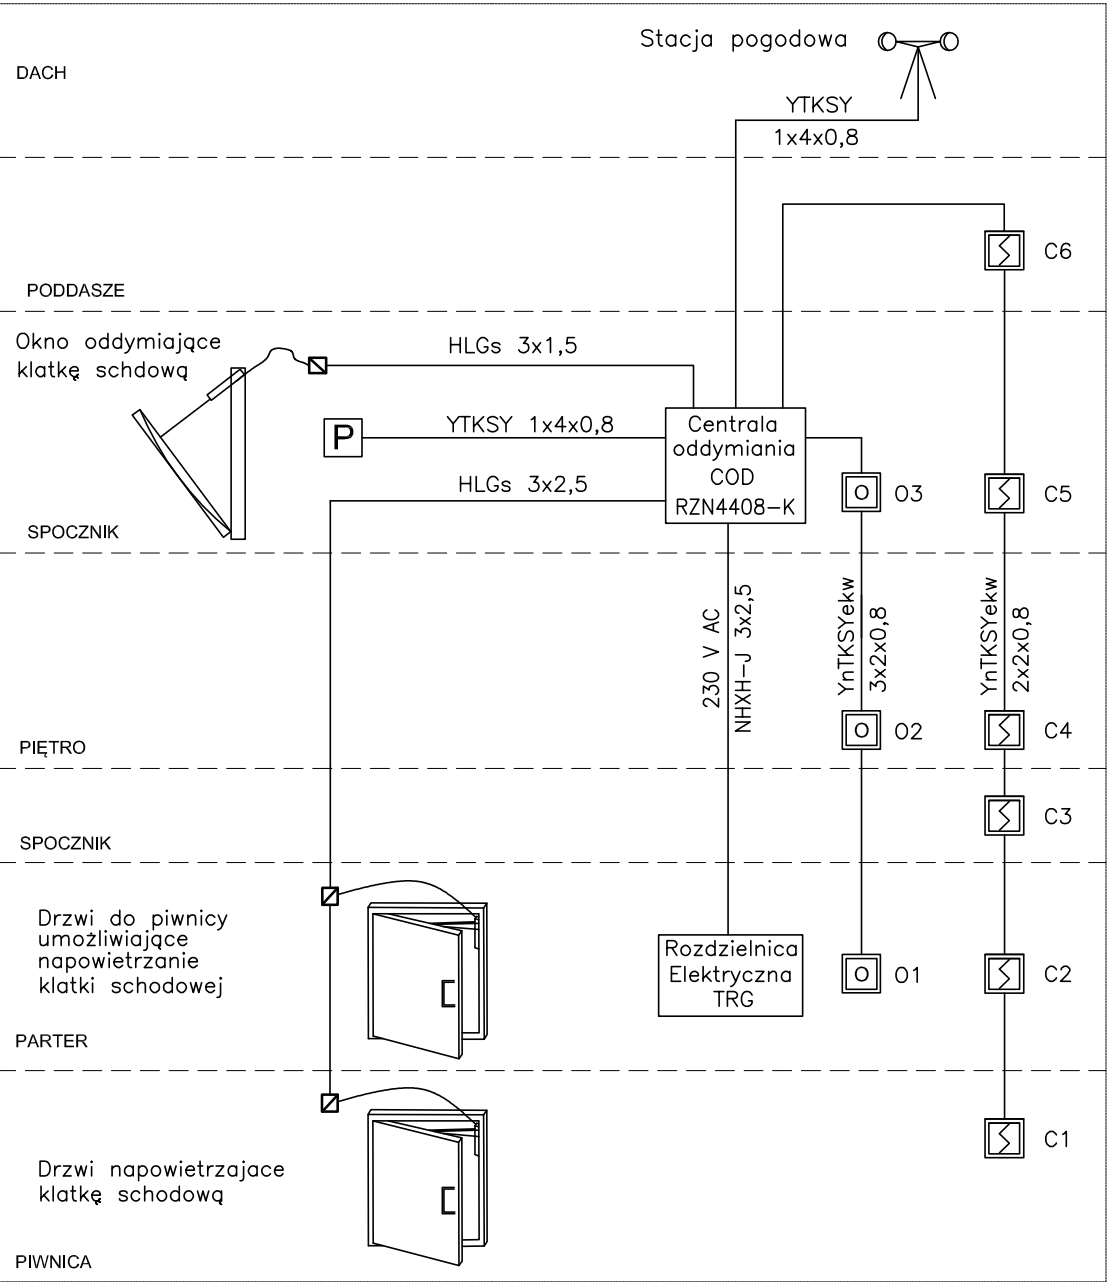 Stacja pogodowa
DACH
YTKSY
1x4x0,8
C6
PODDASZE
Okno oddymiające
klatkę schdową
HLGs 3x1,5
P
YTKSY 1x4x0,8
HLGs 3x2,5
Centrala
oddymiania
COD
RZN4408-K
O
O3
C5
SPOCZNIK
230 V AC
NHXH-J 3x2,5
YnTKSYekw
3x2x0,8
YnTKSYekw
2x2x0,8
O
O2
C4
PIĘTRO
C3
SPOCZNIK
Drzwi do piwnicy
umożliwiające
napowietrzanie
klatki schodowej
Rozdzielnica
Elektryczna
TRG
O
O1
C2
PARTER
C1
Drzwi napowietrzajace
klatkę schodową
PIWNICA